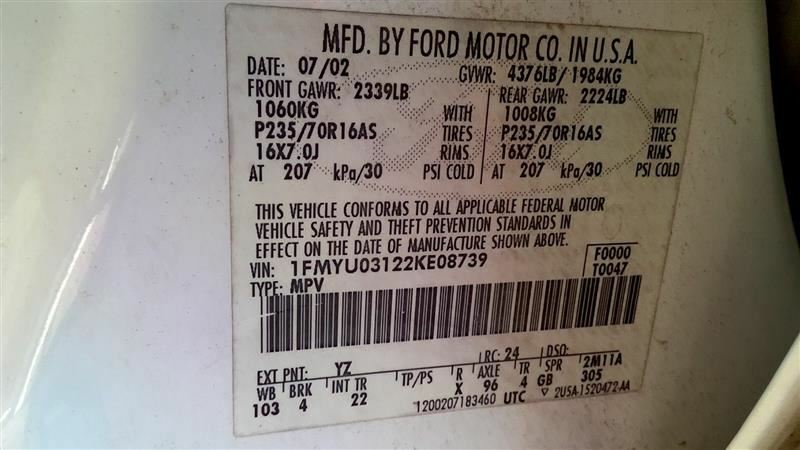 MFD. BY FORD MOTOR CO. IN U.S.A.
DATE: 07/02 GVWR: 4376LB/ 1984KG
FRONT GAWR: 2339LB REAR GAWR: 2224LB
1060KG WITH 1008KG WITH
P235/70R16AS TIRES P235/70R16AS TIRES
16X7.0J RIMS 16X7.0J RIMS
AT 207 kPa/30 PSI COLD AT 207 kPa/30 PSI COLD
THIS VEHICLE CONFORMS TO ALL APPLICABLE FEDERAL MOTOR
VEHICLE SAFETY AND THEFT PREVENTION STANDARDS IN
EFFECT ON THE DATE OF MANUFACTURE SHOWN ABOVE.
VIN: 1FMYU03122KE08739 F0000
TYPE: MPV T0047
EXT PNT: YZ RC: 24 DSO:
WB BRK INT TR TP/PS R AXLE TR SPR 2M11A
103 4 22 X 96 4 GB 305
1200207183460 UTC ▽ 2U5A-1520472-AA